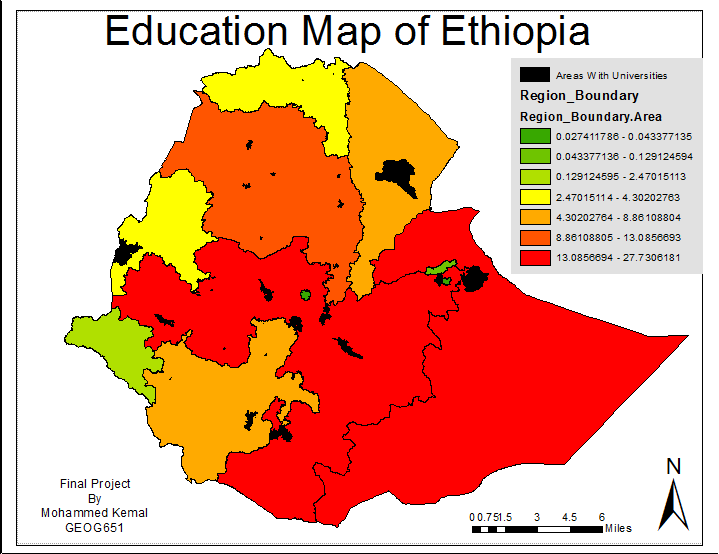 Education Map of Ethiopia
Areas With Universities
Region_Boundary
Region_Boundary.Area
0.027411786 - 0.043377135
0.043377136 - 0.129124594
0.129124595 - 2.47015113
2.47015114 - 4.30202763
4.30202764 - 8.86108804
8.86108805 - 13.0856693
13.0856694 - 27.7306181
Final Project
By
Mohammed Kemal
GEOG651
N
0 0.75 1.5 3 4.5 6
Miles